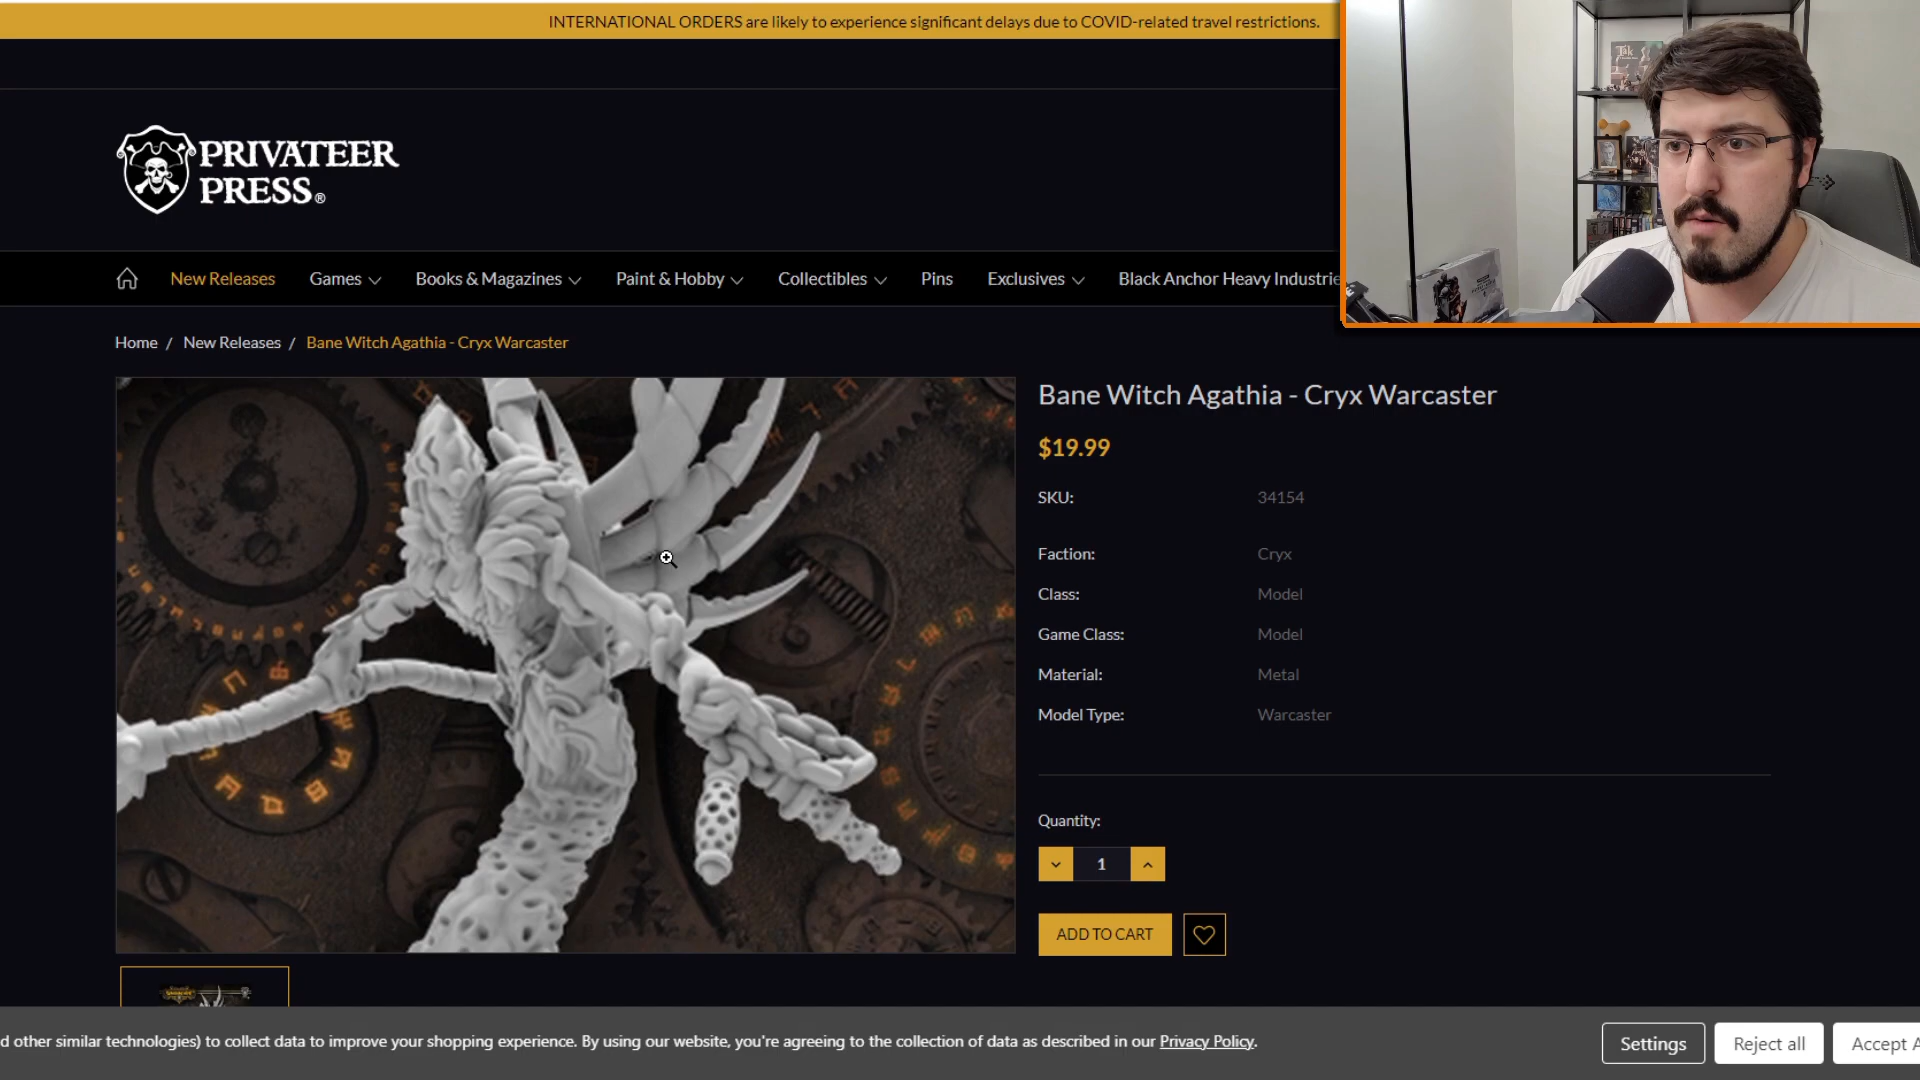 INTERNATIONAL ORDERS are likely to experience significant delays due to COVID-related travel restrictions.
PRIVATEER
PRESS®
New Releases Games Books & Magazines Paint & Hobby Collectibles Pins Exclusives Black Anchor Heavy Industrie
Home / New Releases / Bane Witch Agathia - Cryx Warcaster
Bane Witch Agathia - Cryx Warcaster
$19.99
SKU: 34154
Faction: Cryx
Class: Model
Game Class: Model
Material: Metal
Model Type: Warcaster
Quantity:
1
ADD TO CART
d other similar technologies) to collect data to improve your shopping experience. By using our website, you're agreeing to the collection of data as described in our Privacy Policy.
Settings Reject all Accept A
Tak